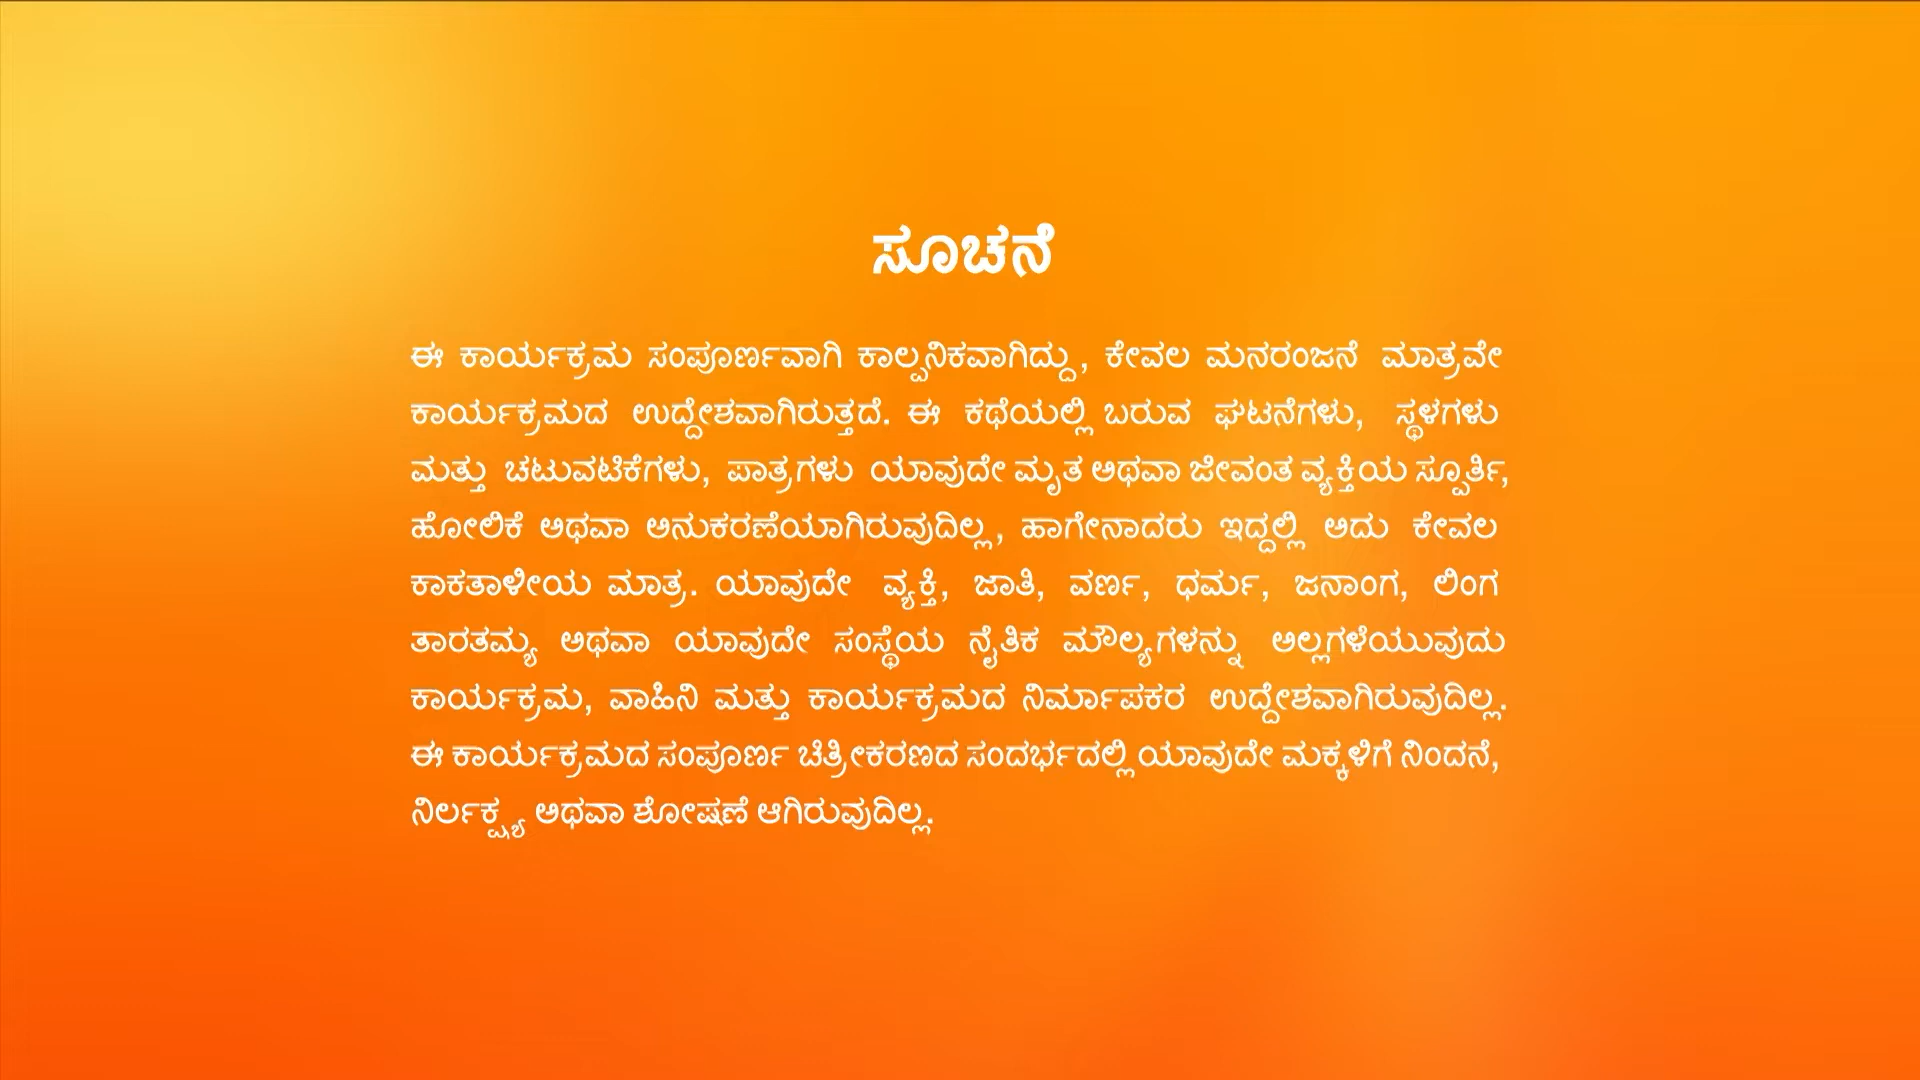 ಸೂಚನೆ
ಈ ಕಾರ್ಯಕ್ರಮ ಸಂಪೂರ್ಣವಾಗಿ ಕಾಲ್ಪನಿಕವಾಗಿದ್ದು, ಕೇವಲ ಮನರಂಜನೆ ಮಾತ್ರವೇ
ಕಾರ್ಯಕ್ರಮದ ಉದ್ದೇಶವಾಗಿರುತ್ತದೆ. ಈ ಕಥೆಯಲ್ಲಿ ಬರುವ ಘಟನೆಗಳು, ಸ್ಥಳಗಳು
ಮತ್ತು ಚಟುವಟಿಕೆಗಳು, ಪಾತ್ರಗಳು ಯಾವುದೇ ಮೃತ ಅಥವಾ ಜೀವಂತ ವ್ಯಕ್ತಿಯ ಸ್ಪೂರ್ತಿ,
ಹೋಲಿಕೆ ಅಥವಾ ಅನುಕರಣೆಯಾಗಿರುವುದಿಲ್ಲ, ಹಾಗೇನಾದರು ಇದ್ದಲ್ಲಿ ಅದು ಕೇವಲ
ಕಾಕತಾಳೀಯ ಮಾತ್ರ. ಯಾವುದೇ ವ್ಯಕ್ತಿ, ಜಾತಿ, ವರ್ಣ, ಧರ್ಮ, ಜನಾಂಗ, ಲಿಂಗ
ತಾರತಮ್ಯ ಅಥವಾ ಯಾವುದೇ ಸಂಸ್ಥೆಯ ನೈತಿಕ ಮೌಲ್ಯಗಳನ್ನು ಅಲ್ಲಗಳೆಯುವುದು
ಕಾರ್ಯಕ್ರಮ, ವಾಹಿನಿ ಮತ್ತು ಕಾರ್ಯಕ್ರಮದ ನಿರ್ಮಾಪಕರ ಉದ್ದೇಶವಾಗಿರುವುದಿಲ್ಲ.
ಈ ಕಾರ್ಯಕ್ರಮದ ಸಂಪೂರ್ಣ ಚಿತ್ರೀಕರಣದ ಸಂದರ್ಭದಲ್ಲಿ ಯಾವುದೇ ಮಕ್ಕಳಿಗೆ ನಿಂದನೆ,
ನಿರ್ಲಕ್ಷ್ಯ ಅಥವಾ ಶೋಷಣೆ ಆಗಿರುವುದಿಲ್ಲ.